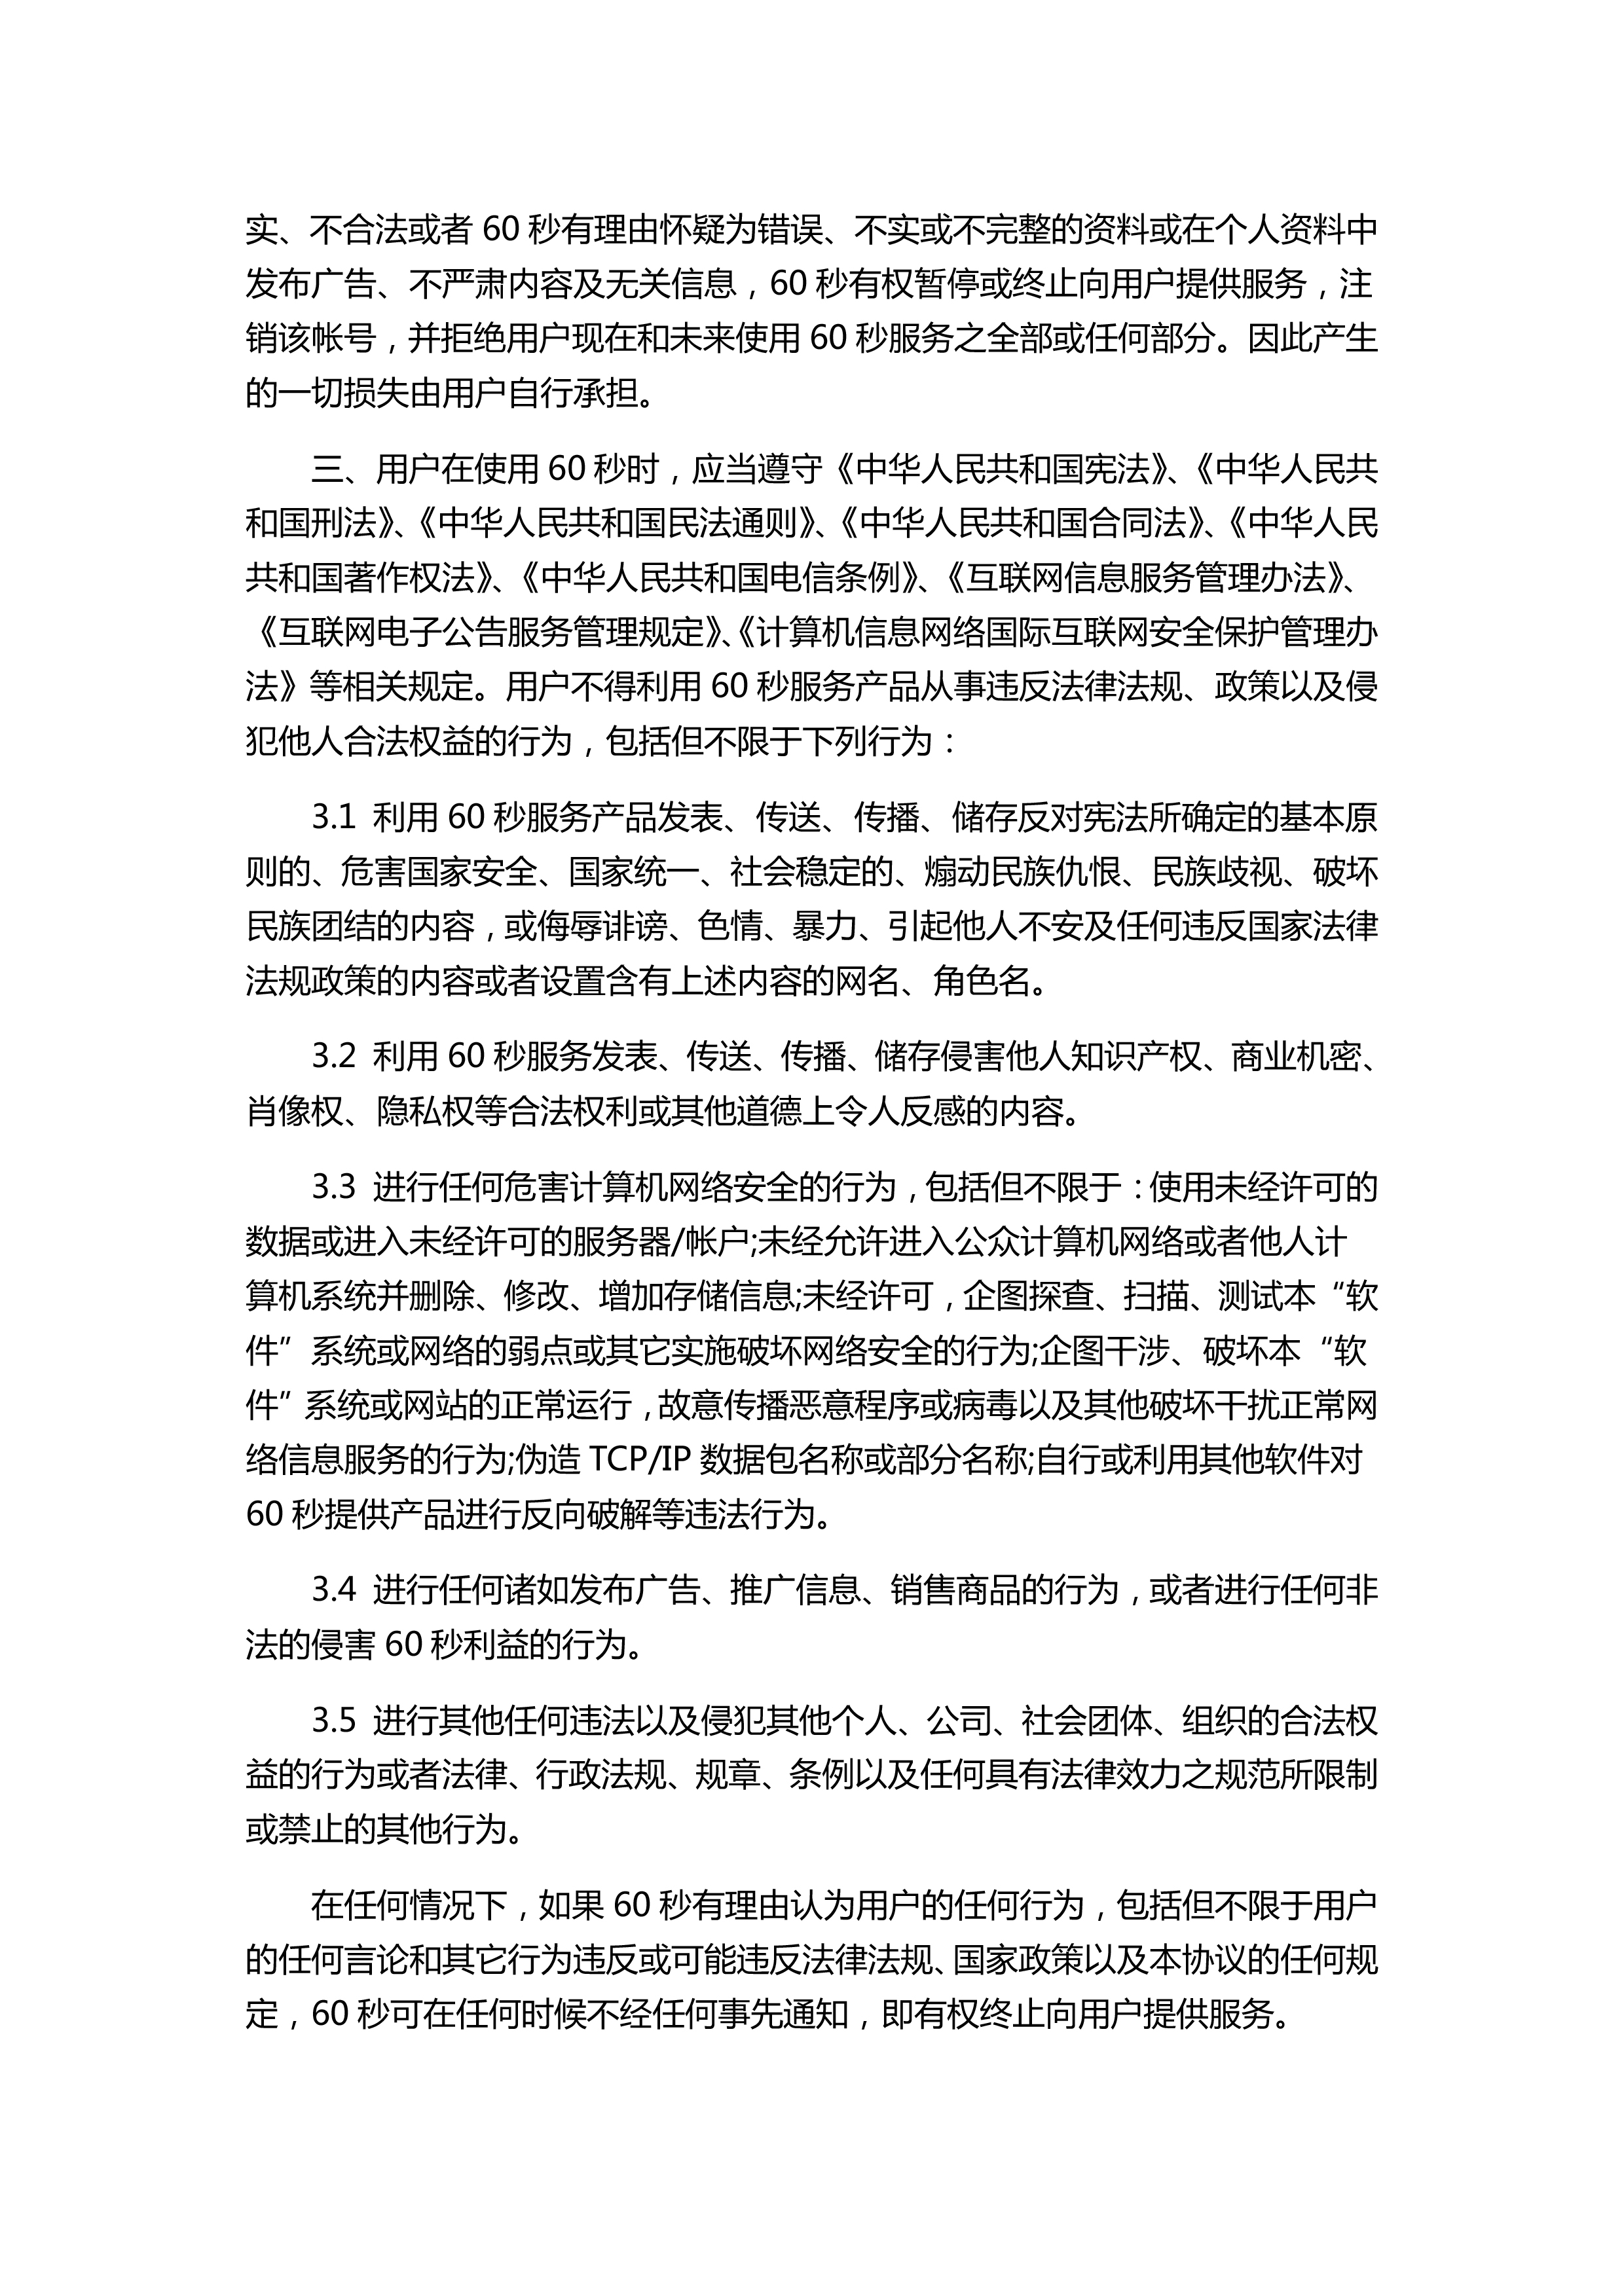 实、不合法或者 60 秒有理由怀疑为错误、不实或不完整的资料或在个人资料中
发布广告、不严肃内容及无关信息，60 秒有权暂停或终止向用户提供服务，注
销该帐号，并拒绝用户现在和未来使用 60 秒服务之全部或任何部分。因此产生
的一切损失由用户自行承担。
三、用户在使用 60 秒时，应当遵守《中华人民共和国宪法》、《中华人民共
和国刑法》、《中华人民共和国民法通则》、《中华人民共和国合同法》、《中华人民
共和国著作权法》、《中华人民共和国电信条例》、《互联网信息服务管理办法》、
《互联网电子公告服务管理规定》、《计算机信息网络国际互联网安全保护管理办
法》等相关规定。用户不得利用 60 秒服务产品从事违反法律法规、政策以及侵
犯他人合法权益的行为，包括但不限于下列行为：
3.1 利用 60 秒服务产品发表、传送、传播、储存反对宪法所确定的基本原
则的、危害国家安全、国家统一、社会稳定的、煽动民族仇恨、民族歧视、破坏
民族团结的内容，或侮辱诽谤、色情、暴力、引起他人不安及任何违反国家法律
法规政策的内容或者设置含有上述内容的网名、角色名。
3.2 利用 60 秒服务发表、传送、传播、储存侵害他人知识产权、商业机密、
肖像权、隐私权等合法权利或其他道德上令人反感的内容。
3.3 进行任何危害计算机网络安全的行为，包括但不限于：使用未经许可的
数据或进入未经许可的服务器/帐户;未经允许进入公众计算机网络或者他人计
算机系统并删除、修改、增加存储信息;未经许可，企图探查、扫描、测试本“软
件”系统或网络的弱点或其它实施破坏网络安全的行为;企图干涉、破坏本“软
件”系统或网站的正常运行，故意传播恶意程序或病毒以及其他破坏干扰正常网
络信息服务的行为;伪造 TCP/IP 数据包名称或部分名称;自行或利用其他软件对
60 秒提供产品进行反向破解等违法行为。
3.4 进行任何诸如发布广告、推广信息、销售商品的行为，或者进行任何非
法的侵害 60 秒利益的行为。
3.5 进行其他任何违法以及侵犯其他个人、公司、社会团体、组织的合法权
益的行为或者法律、行政法规、规章、条例以及任何具有法律效力之规范所限制
或禁止的其他行为。
在任何情况下，如果 60 秒有理由认为用户的任何行为，包括但不限于用户
的任何言论和其它行为违反或可能违反法律法规、国家政策以及本协议的任何规
定，60 秒可在任何时候不经任何事先通知，即有权终止向用户提供服务。